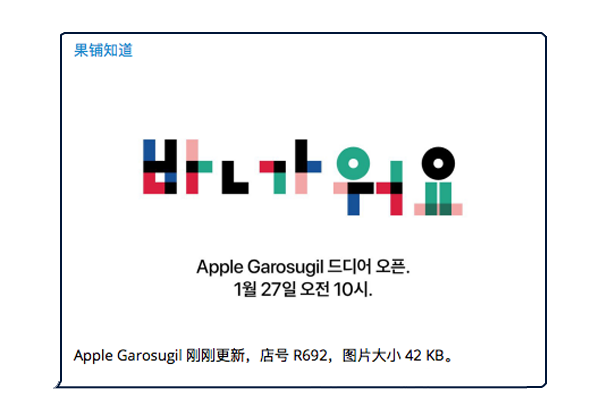 果铺知道
반가워요
Apple Garosugil 드디어 오픈.
1월 27일 오전 10시.
Apple Garosugil 刚刚更新，店号 R692，图片大小 42 KB。